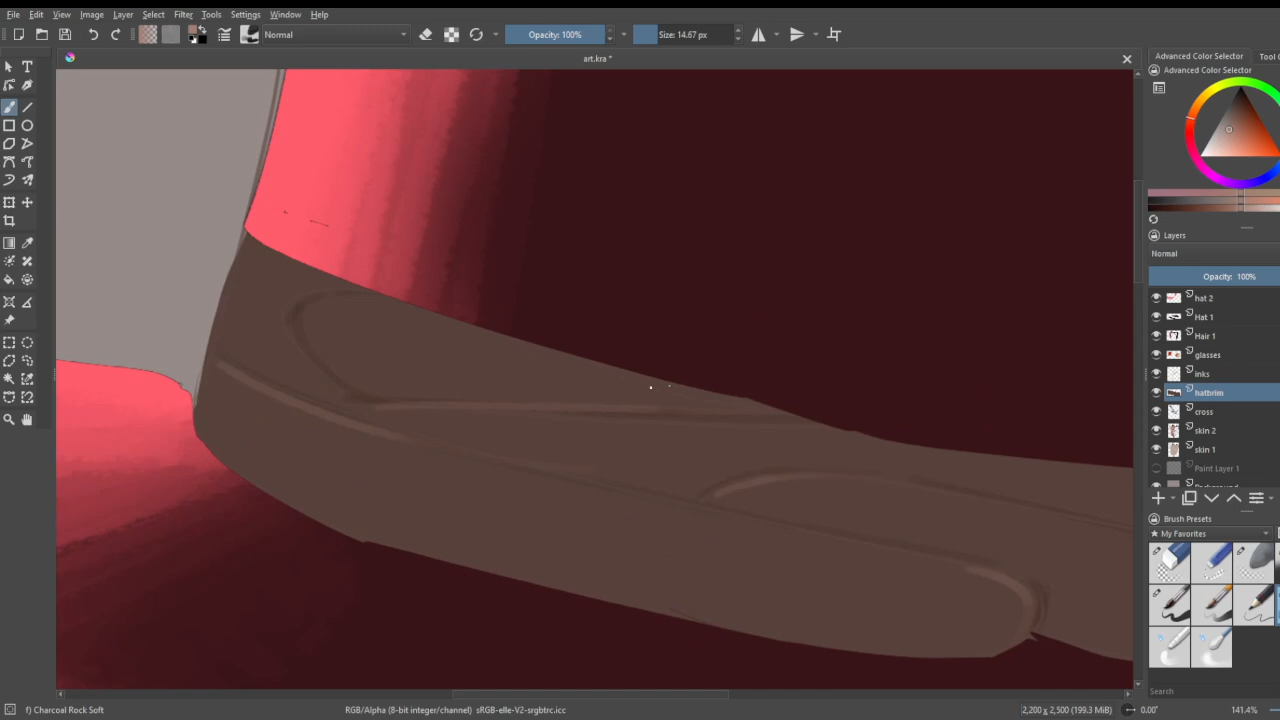 File Edit View Image Layer Select Filter Tools Settings Window Help
Normal Opacity: 100% Size: 14.67 px
art.kra *
Advanced Color Selector Tool
Advanced Color Selector
Layers
Normal
Opacity: 100%
hat 2
Hat 1
Hair 1
glasses
inks
hatbrim
cross
skin 2
skin 1
Paint Layer 1
Background
Brush Presets
★ My Favorites
Search
f) Charcoal Rock Soft RGB/Alpha (8-bit integer/channel) sRGB-elle-V2-srgbtrc.icc 2,200 x 2,500 (199.3 MiB) 0.00° 141.4%